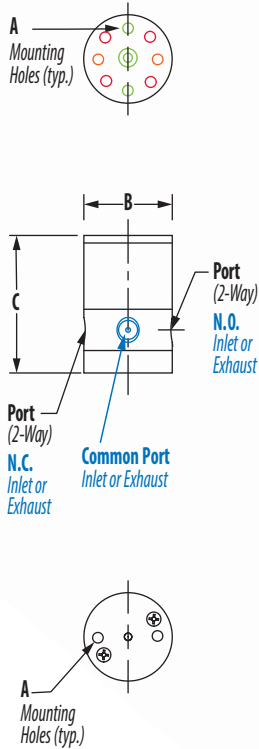 A
Mounting
Holes (typ.)
B
C
Port
(2-Way)
N.O.
Inlet or
Exhaust
Port
(2-Way)
N.C.
Inlet or
Exhaust
Common Port
Inlet or Exhaust
A
Mounting
Holes (typ.)